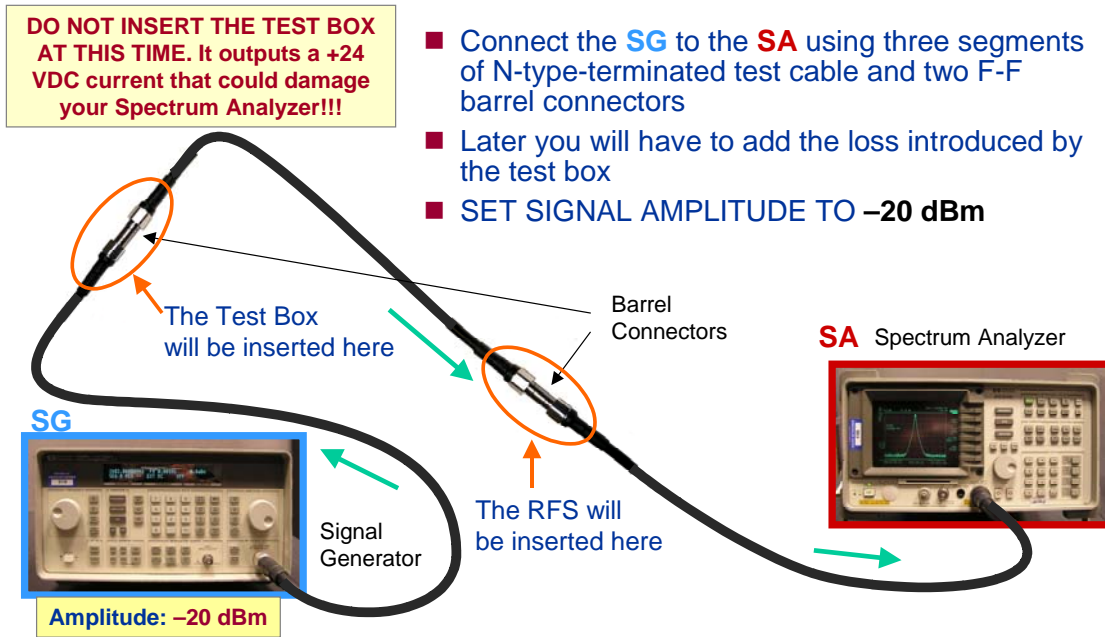 DO NOT INSERT THE TEST BOX
AT THIS TIME. It outputs a +24
VDC current that could damage
your Spectrum Analyzer!!!
■ Connect the SG to the SA using three segments
of N-type-terminated test cable and two F-F
barrel connectors
■ Later you will have to add the loss introduced by
the test box
■ SET SIGNAL AMPLITUDE TO –20 dBm
The Test Box
will be inserted here
Barrel
Connectors
SA Spectrum Analyzer
SG
Signal
Generator
The RFS will
be inserted here
Amplitude: –20 dBm